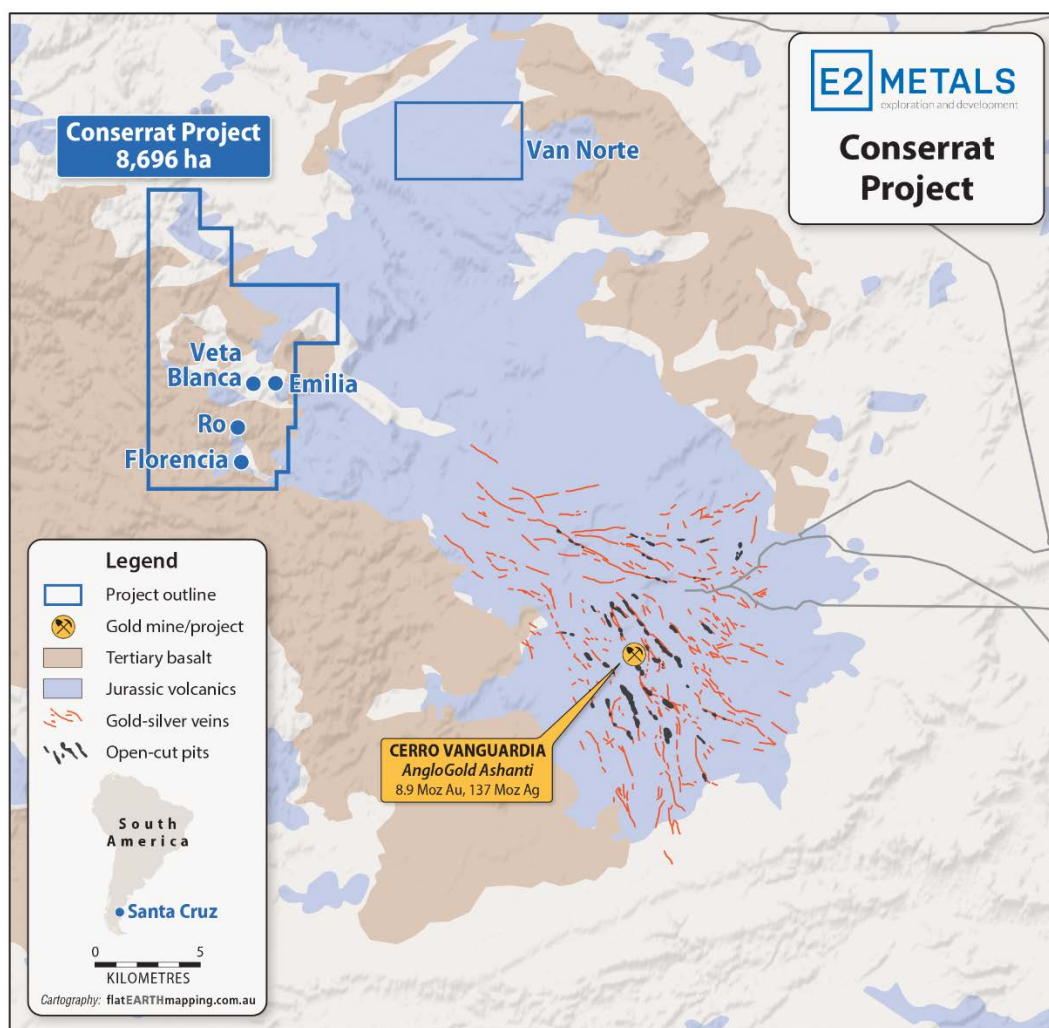 E2 METALS
exploration and development
Conserrat
Project
Conserrat Project
8,696 ha
Van Norte
Veta
Blanca
Emilia
Ro
Florencia
Legend
Project outline
Gold mine/project
Tertiary basalt
Jurassic volcanics
Gold-silver veins
Open-cut pits
South
America
Santa Cruz
0 5
KILOMETRES
Cartography: flatEARTHmapping.com.au
CERRO VANGUARDIA
AngloGold Ashanti
8.9 Moz Au, 137 Moz Ag